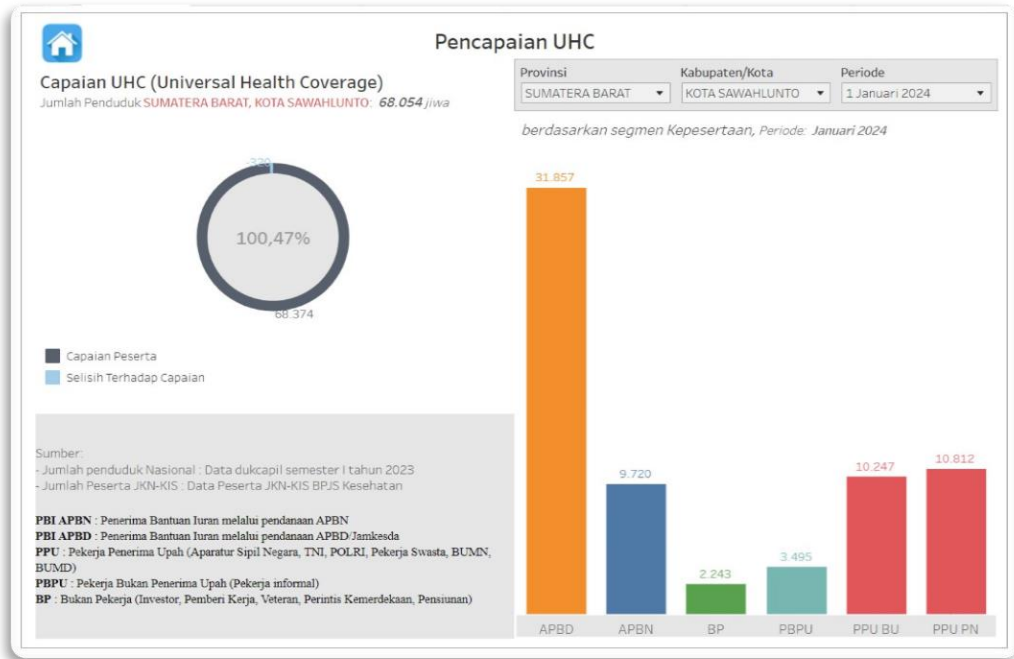 Pencapaian UHC
Capaian UHC (Universal Health Coverage)
Jumlah Penduduk SUMATERA BARAT, KOTA SAWAHLUNTO: 68.054 jiwa
Provinsi
SUMATERA BARAT
Kabupaten/Kota
KOTA SAWAHLUNTO
Periode
1 Januari 2024
berdasarkan segmen Kepesertaan, Periode: Januari 2024
-320
100,47%
68.374
Capaian Peserta
Selisih Terhadap Capaian
Sumber:
- Jumlah penduduk Nasional : Data dukcapil semester I tahun 2023
- Jumlah Peserta JKN-KIS : Data Peserta JKN-KIS BPJS Kesehatan
PBI APBN : Penerima Bantuan Iuran melalui pendanaan APBN
PBI APBD : Penerima Bantuan Iuran melalui pendanaan APBD/Jamkesda
PPU : Pekerja Penerima Upah (Aparatur Sipil Negara, TNI, POLRI, Pekerja Swasta, BUMN,
BUMD)
PBPU : Pekerja Bukan Penerima Upah (Pekerja informal)
BP : Bukan Pekerja (Investor, Pemberi Kerja, Veteran, Perintis Kemerdekaan, Pensiunan)
31.857
9.720
2.243
3.495
10.247
10.812
APBD
APBN
BP
PBPU
PPU BU
PPU PN